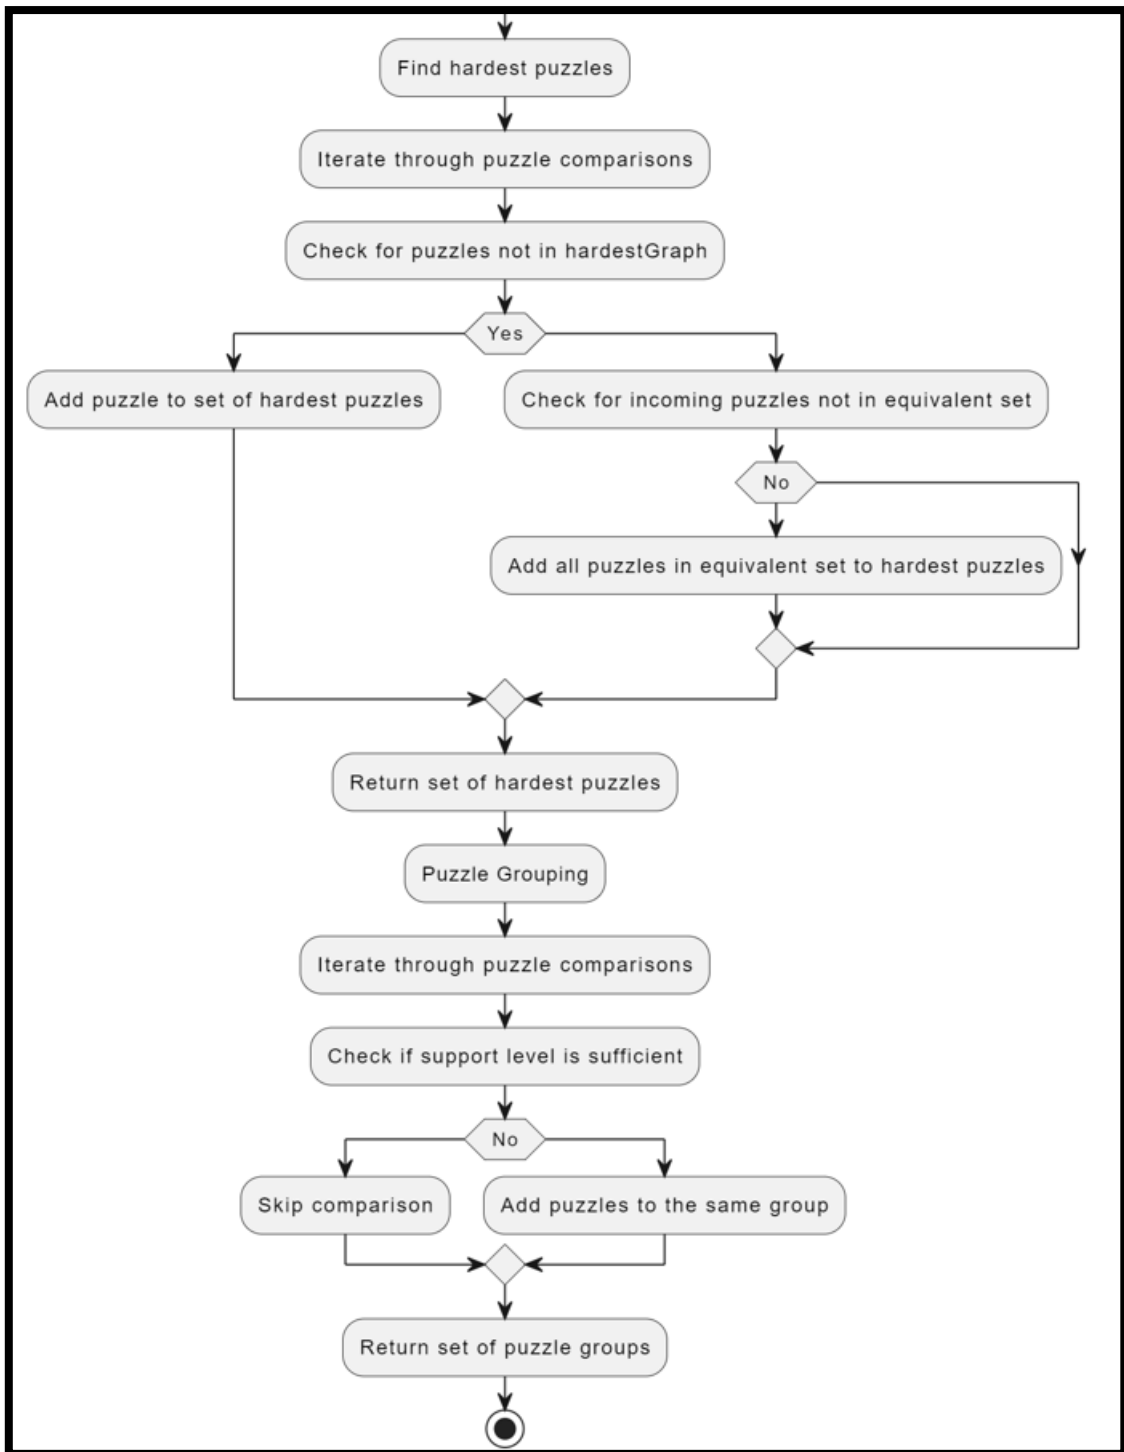 Find hardest puzzles
Iterate through puzzle comparisons
Check for puzzles not in hardestGraph
Yes
Add puzzle to set of hardest puzzles
Check for incoming puzzles not in equivalent set
No
Add all puzzles in equivalent set to hardest puzzles
Return set of hardest puzzles
Puzzle Grouping
Iterate through puzzle comparisons
Check if support level is sufficient
No
Skip comparison
Add puzzles to the same group
Return set of puzzle groups